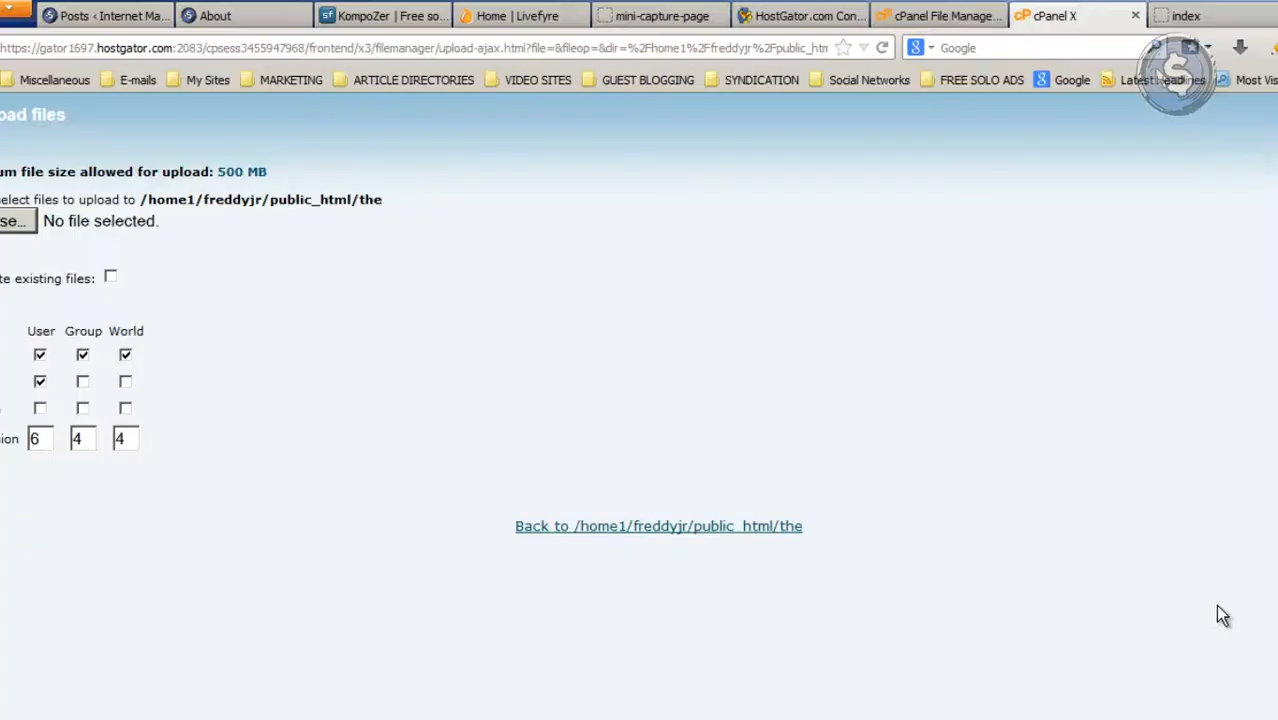 Posts ‹ Internet Ma... About KompoZer | Free so... Home | Livefyre mini-capture-page HostGator.com Con... cPanel File Manage... cPanel X × index
https://gator1697.hostgator.com:2083/cpsess3455947968/frontend/x3/filemanager/upload-ajax.html?file=&fileop=&dir=%2Fhome1%2Ffreddyjr%2Fpublic_htm Google
Miscellaneous E-mails My Sites MARKETING ARTICLE DIRECTORIES VIDEO SITES GUEST BLOGGING SYNDICATION Social Networks FREE SOLO ADS Google Latest Headlines Most Vis
oad files
um file size allowed for upload: 500 MB
select files to upload to /home1/freddyjr/public_html/the
se... No file selected.
te existing files:
User Group World
sion 6 4 4
Back to /home1/freddyjr/public_html/the